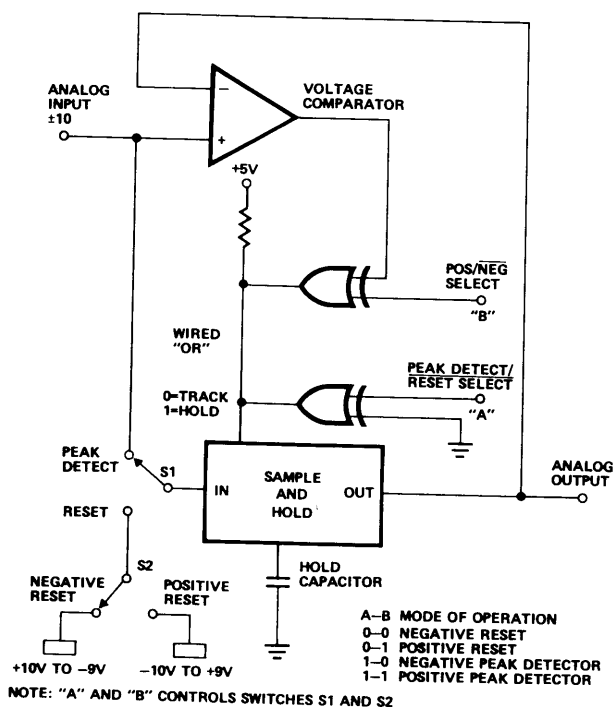 ANALOG
INPUT
±10
VOLTAGE
COMPARATOR
−
+
+5V
POS/NEG
SELECT
"B"
WIRED
"OR"
PEAK DETECT/
RESET SELECT
"A"
0=TRACK
1=HOLD
PEAK
DETECT
S1
IN
SAMPLE
AND
HOLD
OUT
ANALOG
OUTPUT
RESET
HOLD
CAPACITOR
S2
NEGATIVE
RESET
POSITIVE
RESET
+10V TO −9V
−10V TO +9V
A–B MODE OF OPERATION
0–0 NEGATIVE RESET
0–1 POSITIVE RESET
1–0 NEGATIVE PEAK DETECTOR
1–1 POSITIVE PEAK DETECTOR
NOTE: "A" AND "B" CONTROLS SWITCHES S1 AND S2